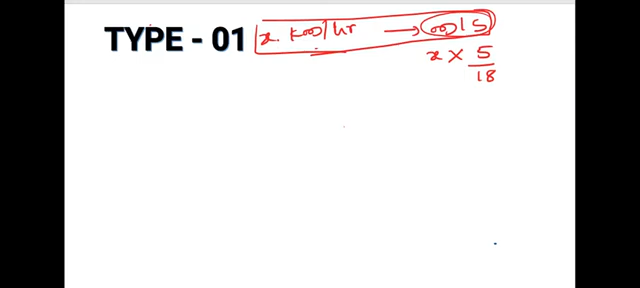 TYPE - 01 x km/hr → m/s
x × 5/18